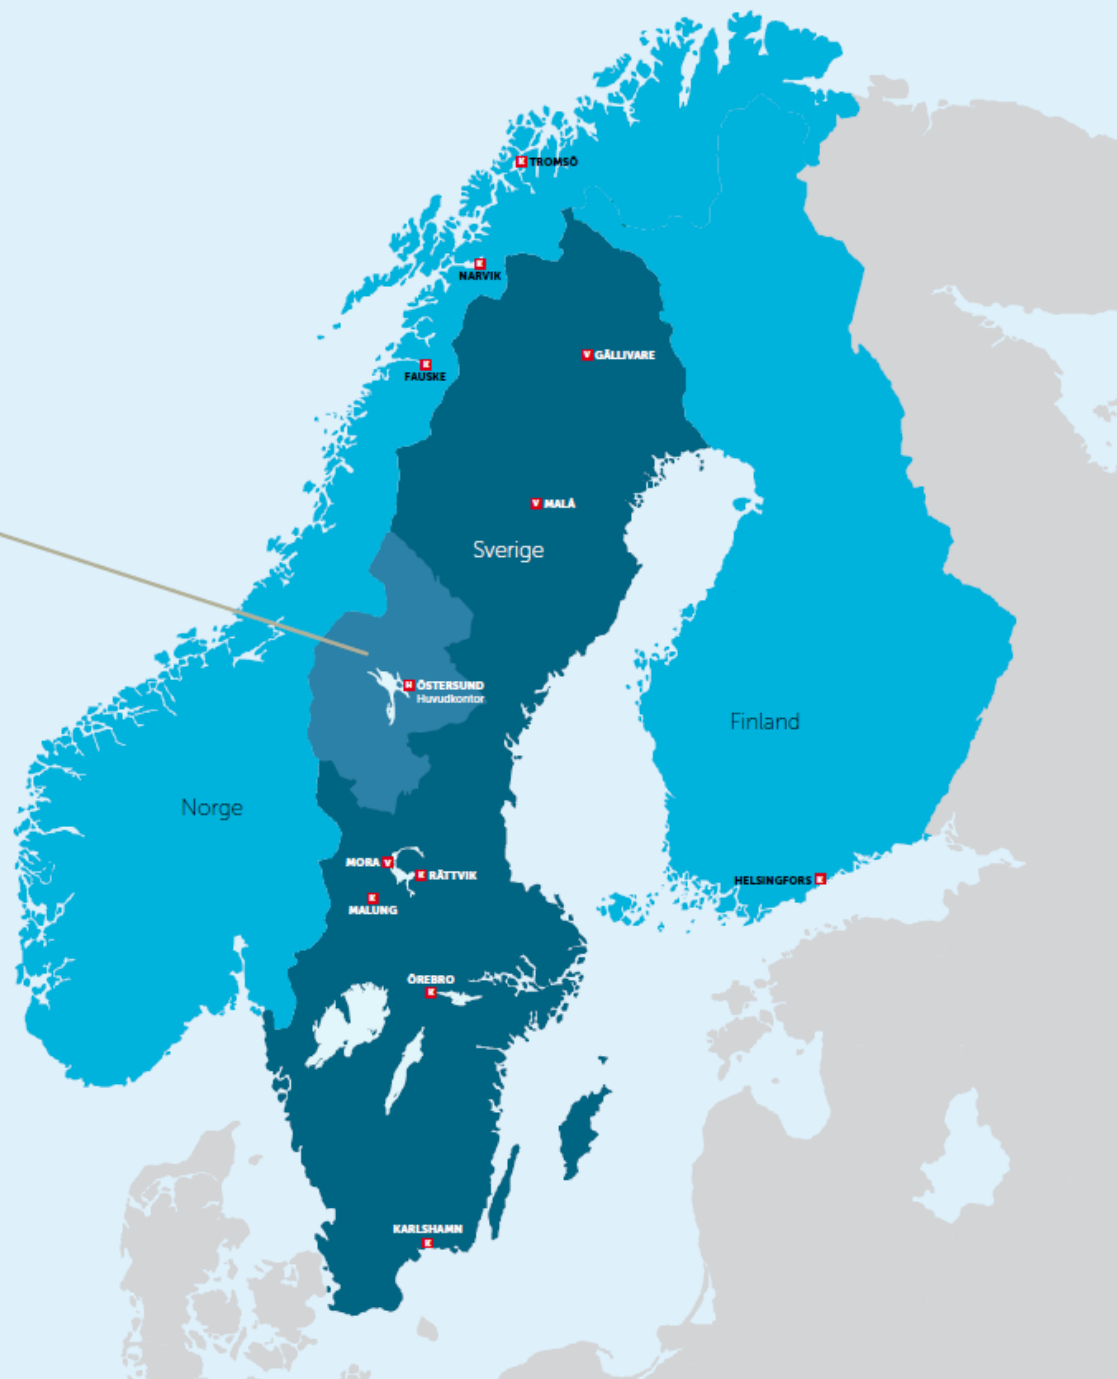 K TROMSÖ
K
NARVIK
V GÄLLIVARE
K
FAUSKE
V MALÅ
Sverige
H ÖSTERSUND
Huvudkontor
Finland
Norge
MORA V
K RÄTTVIK
K
MALUNG
HELSINGFORS K
ÖREBRO
K
KARLSHAMN
K